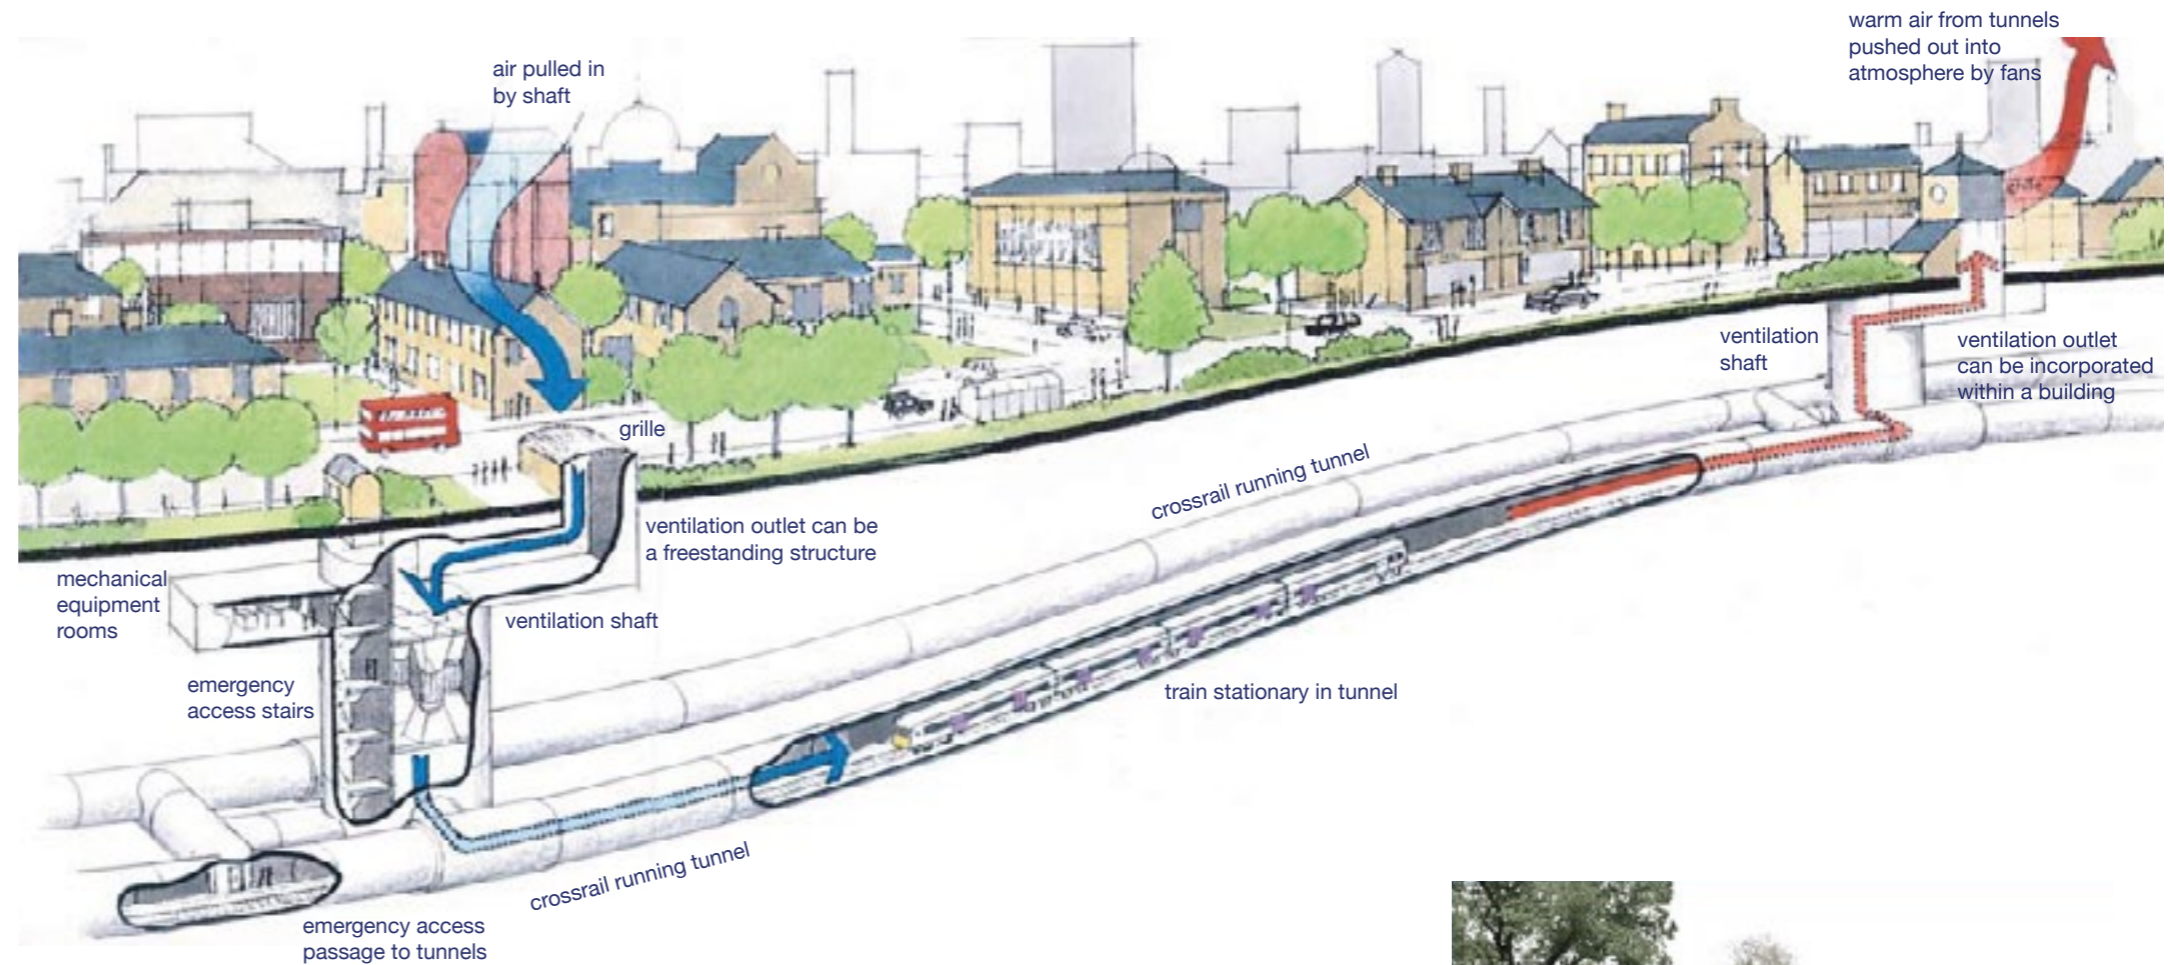 warm air from tunnels
pushed out into
atmosphere by fans
air pulled in
by shaft
ventilation
shaft
ventilation outlet
can be incorporated
within a building
grille
crossrail running tunnel
ventilation outlet can be
a freestanding structure
mechanical
equipment
rooms
ventilation shaft
emergency
access stairs
train stationary in tunnel
crossrail running tunnel
emergency access
passage to tunnels